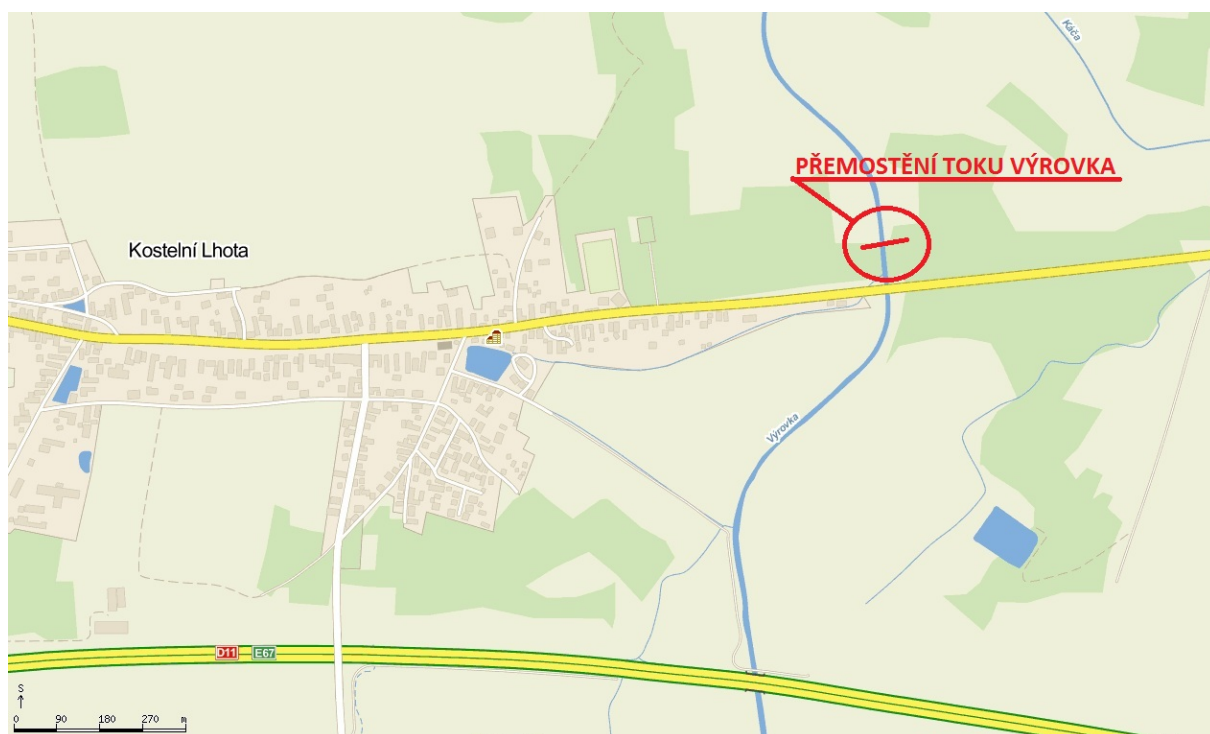 Káča
PŘEMOSTĚNÍ TOKU VÝROVKA
Kostelní Lhota
Výrovka
D11 E67
S
0 90 180 270 m